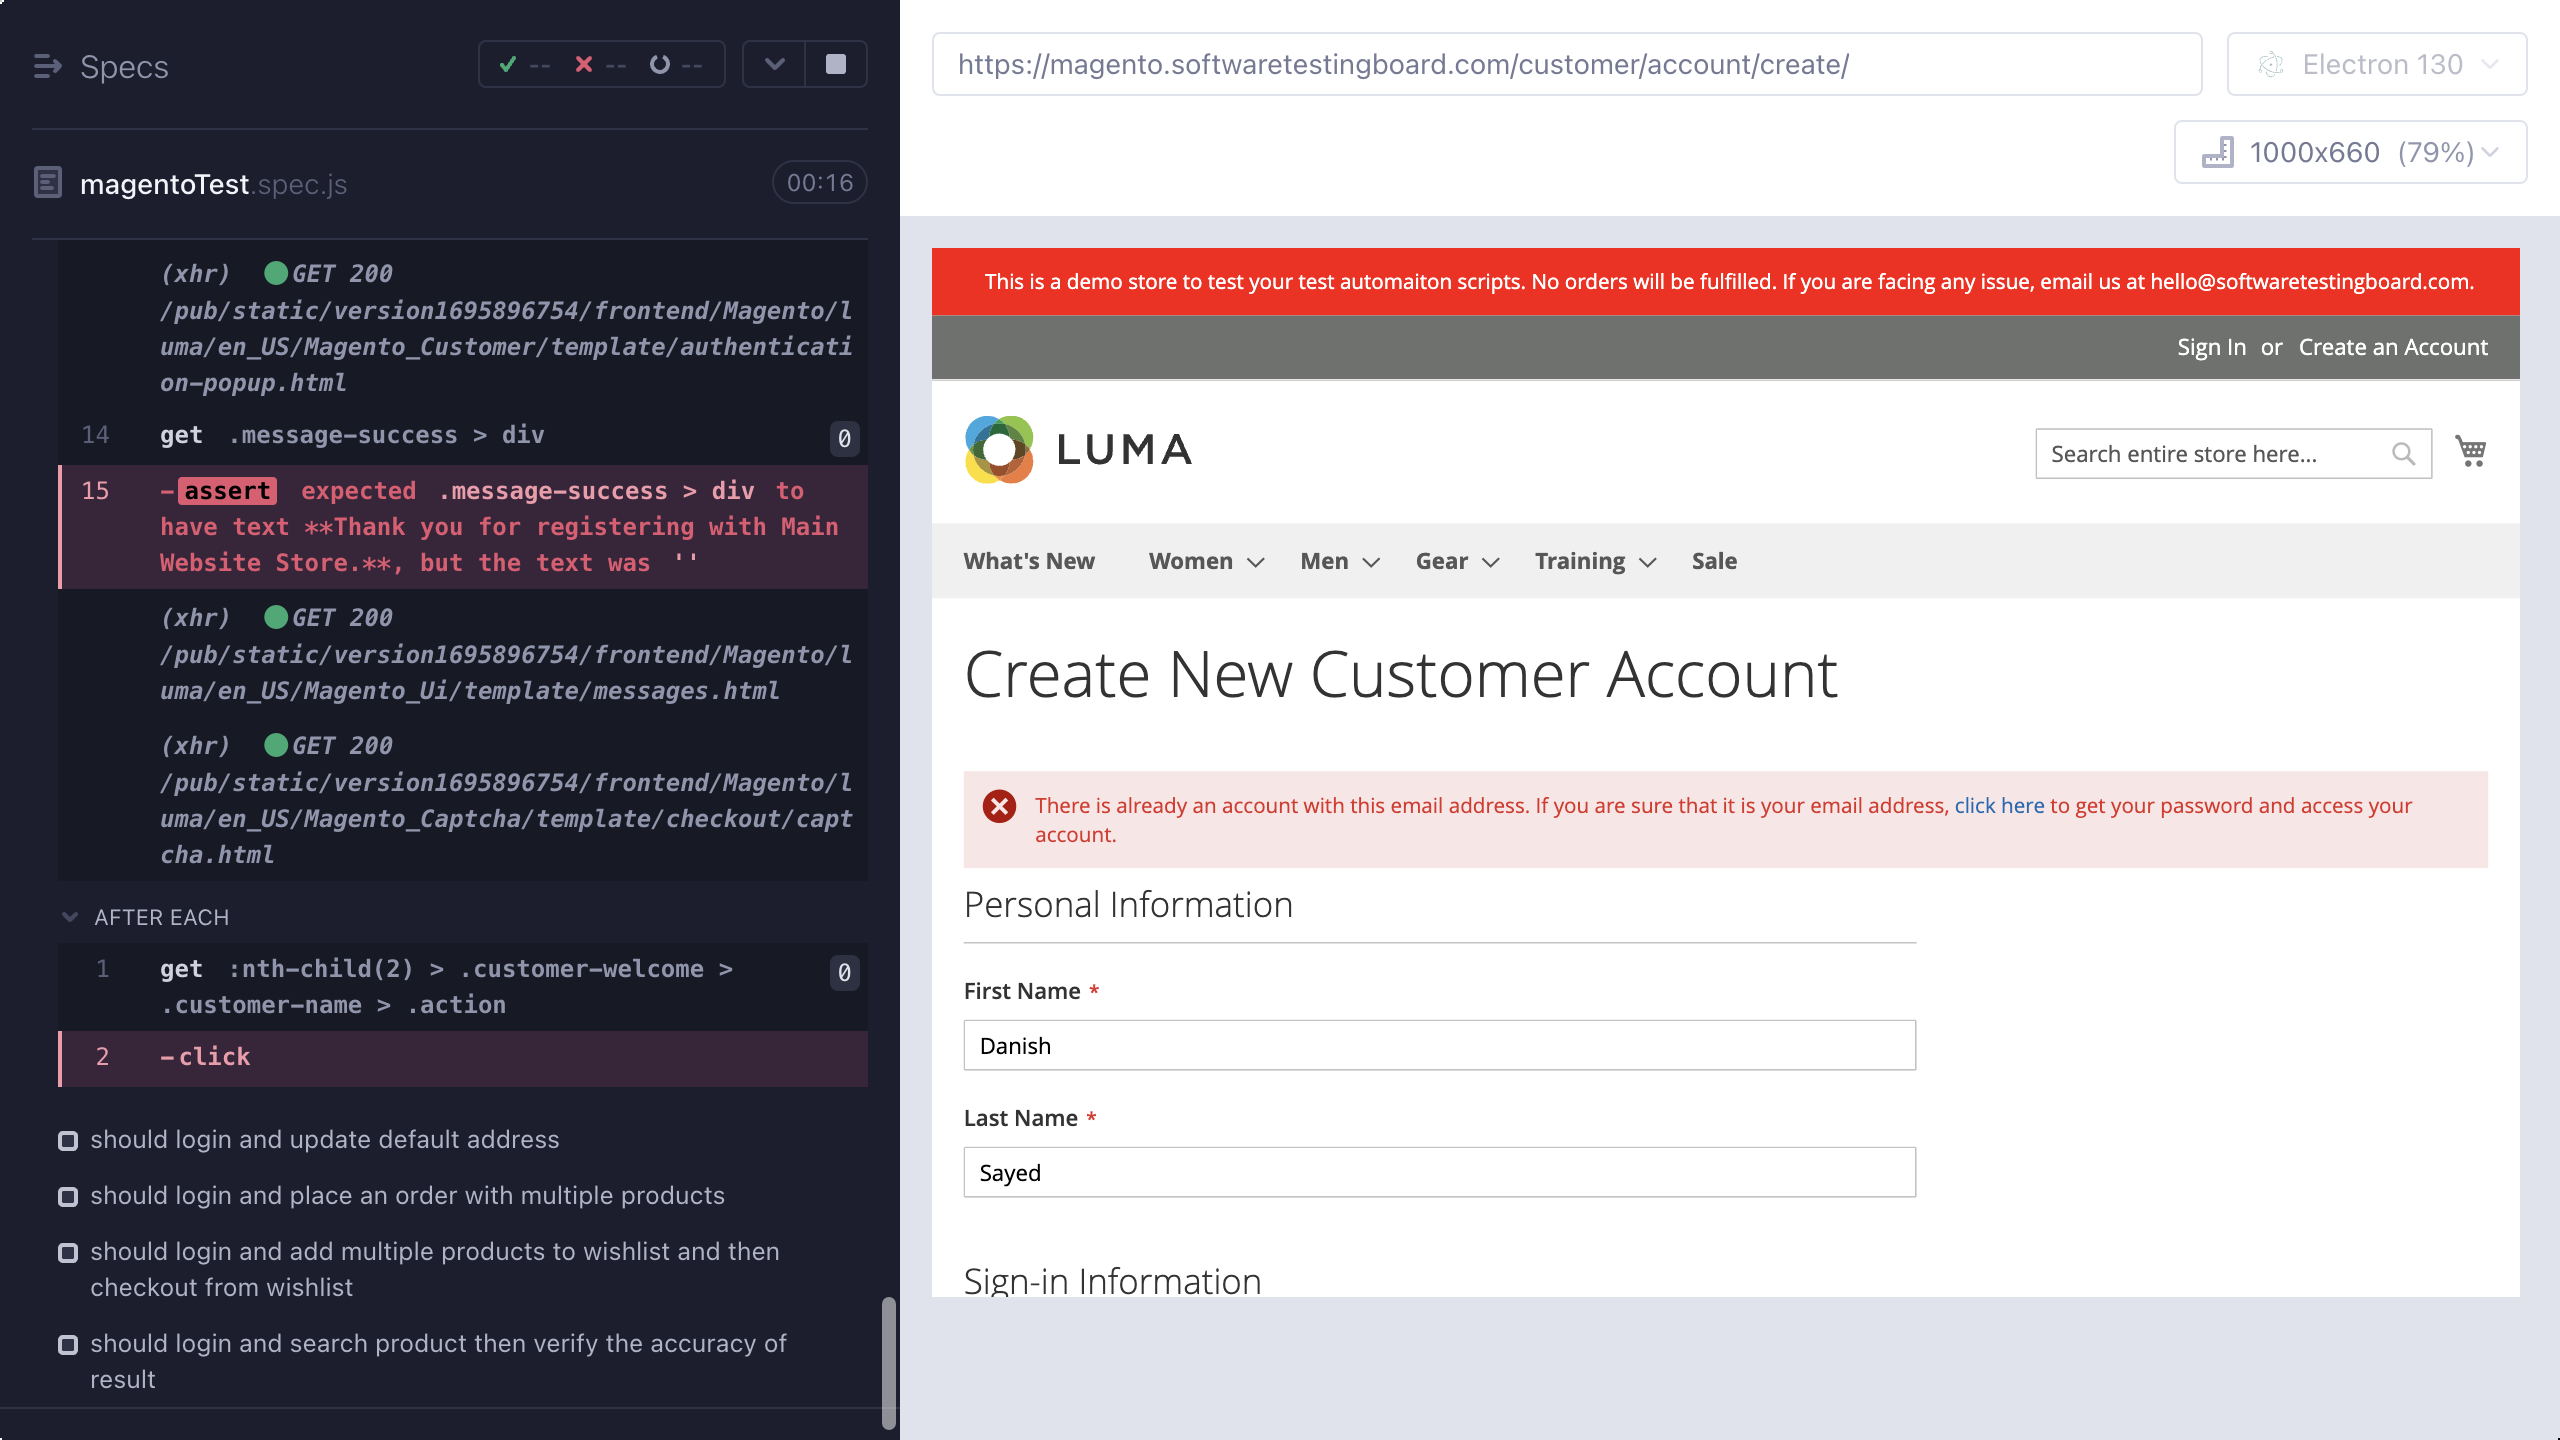 Specs
-- -- --
magentoTest.spec.js
00:16
(xhr) GET 200
/pub/static/version1695896754/frontend/Magento/l
uma/en_US/Magento_Customer/template/authenticati
on-popup.html
14 get .message-success > div 0
15 -assert expected .message-success > div to
have text **Thank you for registering with Main
Website Store.**, but the text was ''
(xhr) GET 200
/pub/static/version1695896754/frontend/Magento/l
uma/en_US/Magento_Ui/template/messages.html
(xhr) GET 200
/pub/static/version1695896754/frontend/Magento/l
uma/en_US/Magento_Captcha/template/checkout/capt
cha.html
AFTER EACH
1 get :nth-child(2) > .customer-welcome > 0
.customer-name > .action
2 -click
should login and update default address
should login and place an order with multiple products
should login and add multiple products to wishlist and then
checkout from wishlist
should login and search product then verify the accuracy of
result
https://magento.softwaretestingboard.com/customer/account/create/
Electron 130
1000x660 (79%)
This is a demo store to test your test automaiton scripts. No orders will be fulfilled. If you are facing any issue, email us at hello@softwaretestingboard.com.
Sign In or Create an Account
LUMA
Search entire store here...
What's New Women Men Gear Training Sale
Create New Customer Account
There is already an account with this email address. If you are sure that it is your email address, click here to get your password and access your
account.
Personal Information
First Name *
Danish
Last Name *
Sayed
Sign-in Information